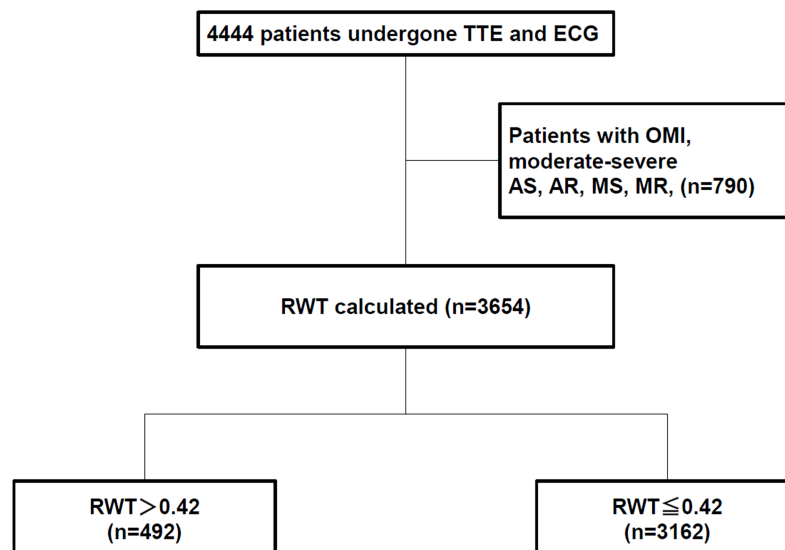 4444 patients undergone TTE and ECG
Patients with OMI,
moderate-severe
AS, AR, MS, MR, (n=790)
RWT calculated (n=3654)
RWT＞0.42
(n=492)
RWT≦0.42
(n=3162)